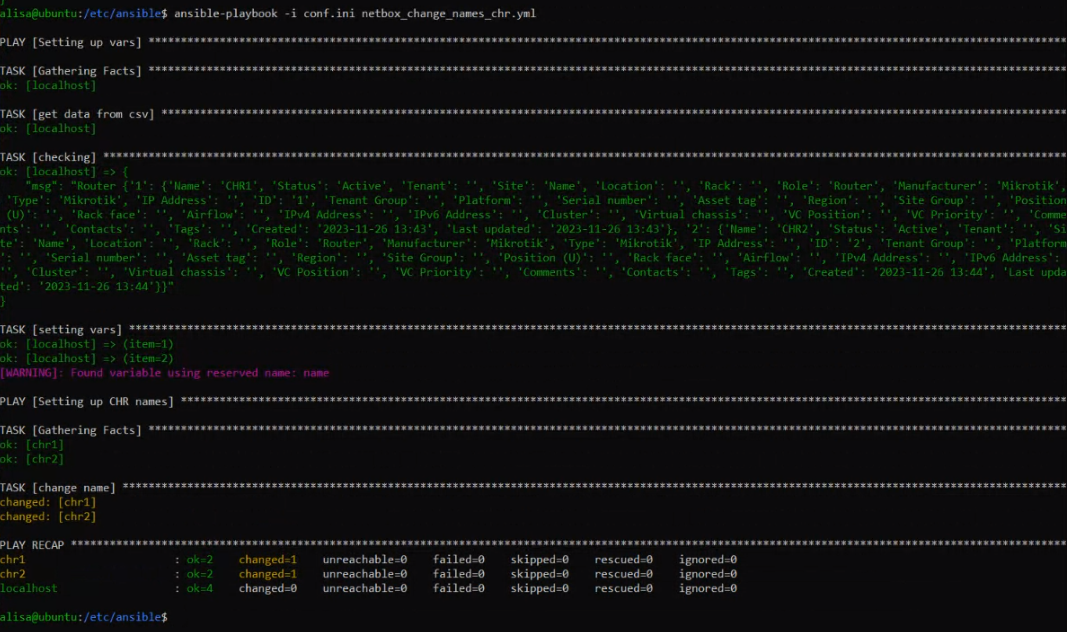 alisa@ubuntu:/etc/ansible$ ansible-playbook -i conf.ini netbox_change_names_chr.yml
PLAY [Setting up vars] ******************************************************************
TASK [Gathering Facts] ******************************************************************
ok: [localhost]
TASK [get data from csv] ******************************************************************
ok: [localhost]
TASK [checking] ******************************************************************
ok: [localhost] => {
    "msg": "Router {'1': {'Name': 'CHR1', 'Status': 'Active', 'Tenant': '', 'Site': 'Name', 'Location': '', 'Rack': '', 'Role': 'Router', 'Manufacturer': 'Mikrotik',
 'Type': 'Mikrotik', 'IP Address': '', 'ID': '1', 'Tenant Group': '', 'Platform': '', 'Serial number': '', 'Asset tag': '', 'Region': '', 'Site Group': '', 'Position
 (U)': '', 'Rack face': '', 'Airflow': '', 'IPv4 Address': '', 'IPv6 Address': '', 'Cluster': '', 'Virtual chassis': '', 'VC Position': '', 'VC Priority': '', 'Comme
nts': '', 'Contacts': '', 'Tags': '', 'Created': '2023-11-26 13:43', 'Last updated': '2023-11-26 13:43'}, '2': {'Name': 'CHR2', 'Status': 'Active', 'Tenant': '', 'Si
te': 'Name', 'Location': '', 'Rack': '', 'Role': 'Router', 'Manufacturer': 'Mikrotik', 'Type': 'Mikrotik', 'IP Address': '', 'ID': '2', 'Tenant Group': '', 'Platform
': '', 'Serial number': '', 'Asset tag': '', 'Region': '', 'Site Group': '', 'Position (U)': '', 'Rack face': '', 'Airflow': '', 'IPv4 Address': '', 'IPv6 Address':
'', 'Cluster': '', 'Virtual chassis': '', 'VC Position': '', 'VC Priority': '', 'Comments': '', 'Contacts': '', 'Tags': '', 'Created': '2023-11-26 13:44', 'Last upda
ted': '2023-11-26 13:44'}}"
}
TASK [setting vars] ******************************************************************
ok: [localhost] => (item=1)
ok: [localhost] => (item=2)
[WARNING]: Found variable using reserved name: name
PLAY [Setting up CHR names] ******************************************************************
TASK [Gathering Facts] ******************************************************************
ok: [chr1]
ok: [chr2]
TASK [change name] ******************************************************************
changed: [chr1]
changed: [chr2]
PLAY RECAP ******************************************************************
chr1                       : ok=2    changed=1    unreachable=0    failed=0    skipped=0    rescued=0    ignored=0
chr2                       : ok=2    changed=1    unreachable=0    failed=0    skipped=0    rescued=0    ignored=0
localhost                  : ok=4    changed=0    unreachable=0    failed=0    skipped=0    rescued=0    ignored=0
alisa@ubuntu:/etc/ansible$